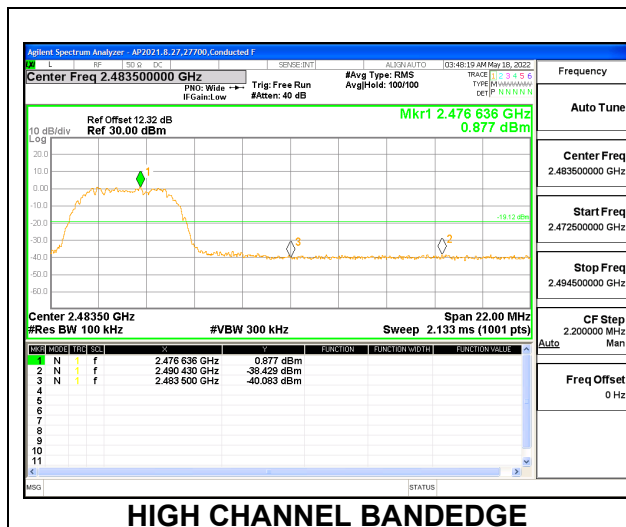 Agilent Spectrum Analyzer - AP2021.8.27,27700,Conducted F
L RF 50 Ω DC SENSE:INT ALIGN AUTO 03:48:19 AM May 18, 2022
Center Freq 2.483500000 GHz
PNO: Wide
IFGain:Low
Trig: Free Run
#Atten: 40 dB
#Avg Type: RMS
Avg|Hold: 100/100
TRACE 1 2 3 4 5 6
TYPE M
DET P N N N N N
Ref Offset 12.32 dB
Ref 30.00 dBm
10 dB/div
Log
Mkr1 2.476 636 GHz
0.877 dBm
20.0
10.0
0.00
-10.0
-20.0
-30.0
-40.0
-50.0
-60.0
1
3
2
-19.12 dBm
Center 2.48350 GHz Span 22.00 MHz
#Res BW 100 kHz #VBW 300 kHz Sweep 2.133 ms (1001 pts)
MKR MODE TRC SCL X Y FUNCTION FUNCTION WIDTH FUNCTION VALUE
1 N 1 f 2.476 636 GHz 0.877 dBm
2 N 1 f 2.490 430 GHz -38.429 dBm
3 N 1 f 2.483 500 GHz -40.083 dBm
4
5
6
7
8
9
10
11
MSG STATUS
Frequency
Auto Tune
Center Freq
2.483500000 GHz
Start Freq
2.472500000 GHz
Stop Freq
2.494500000 GHz
CF Step
2.200000 MHz
Auto Man
Freq Offset
0 Hz
HIGH CHANNEL BANDEDGE